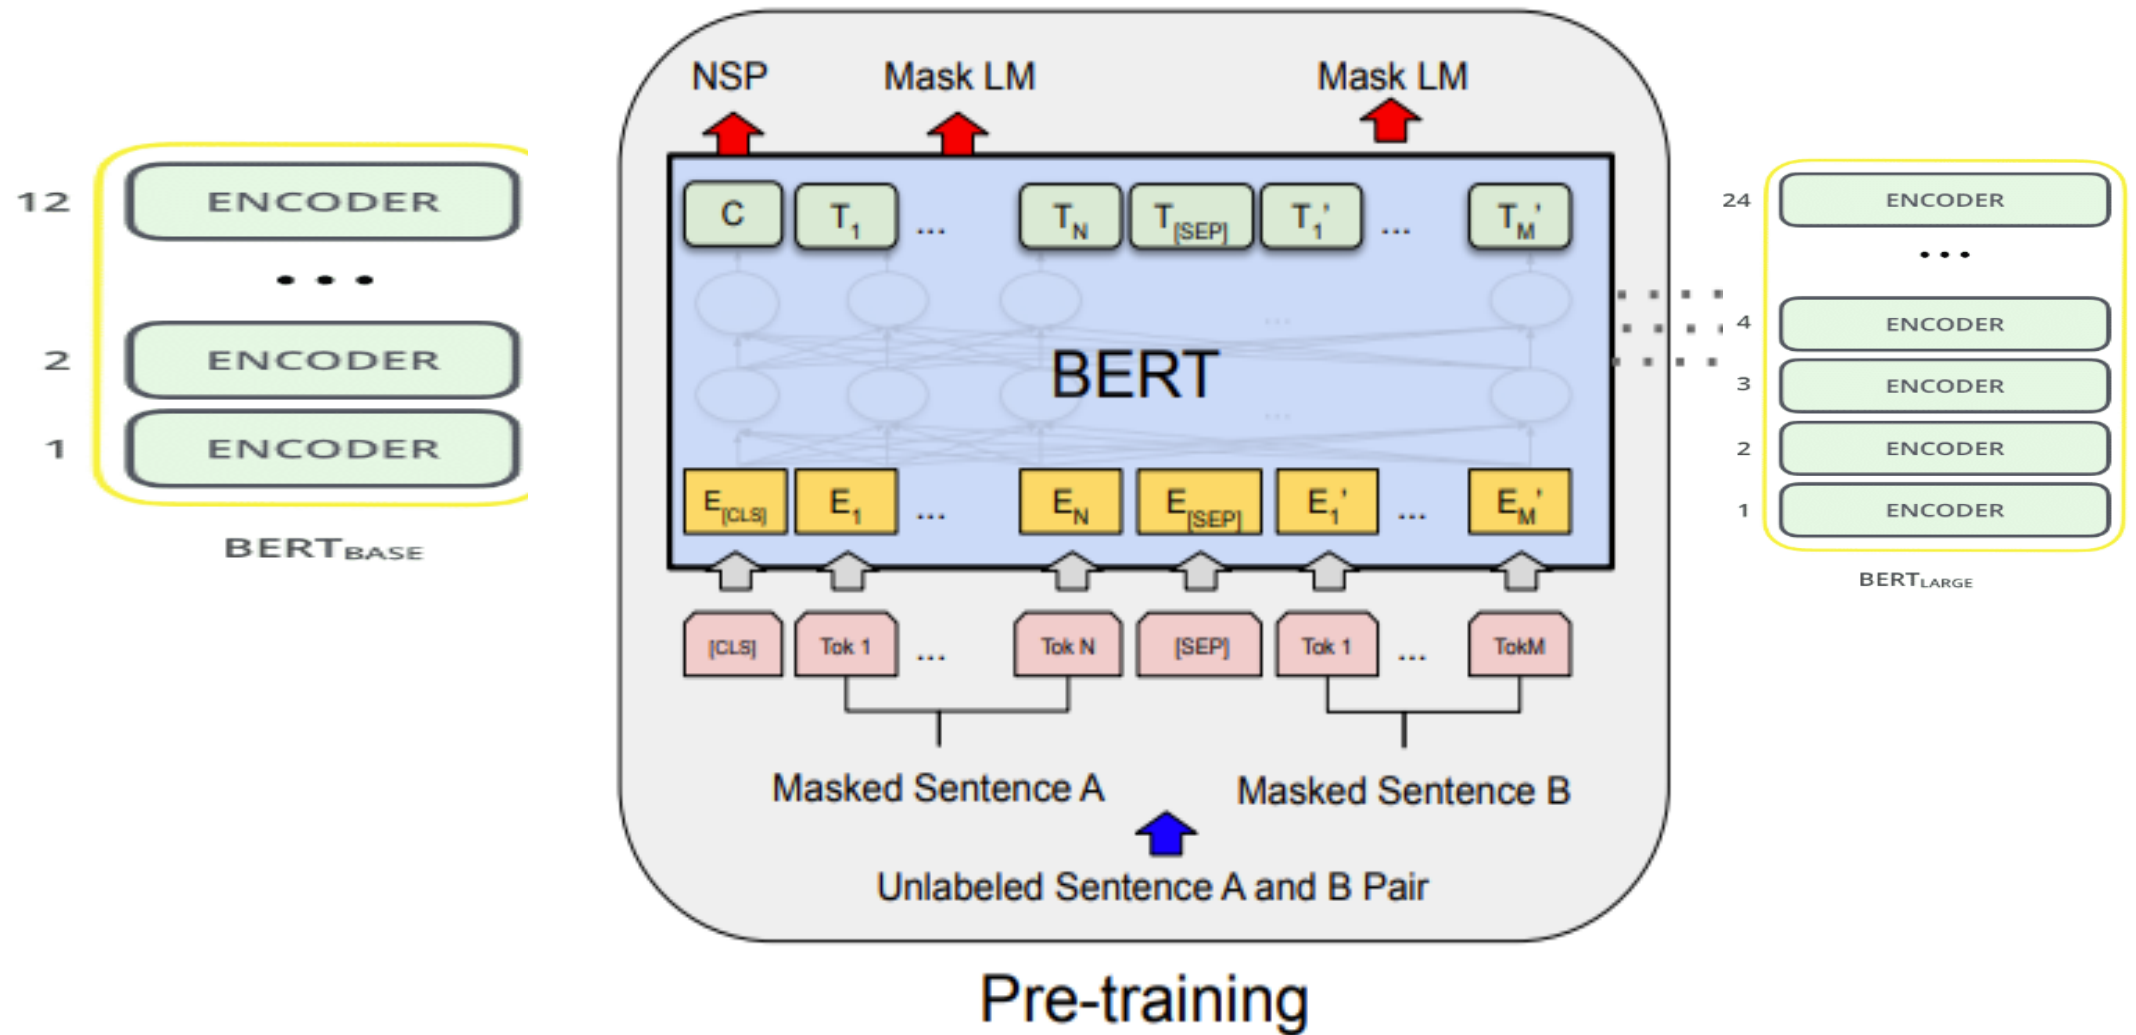 12 ENCODER
...
2 ENCODER
1 ENCODER
BERTBASE
NSP Mask LM Mask LM
C T1 ... TN T[SEP] T1' ... TM'
...
BERT
...
E[CLS] E1 ... EN E[SEP] E1' ... EM'
[CLS] Tok 1 ... Tok N [SEP] Tok 1 ... TokM
Masked Sentence A Masked Sentence B
Unlabeled Sentence A and B Pair
Pre-training
24 ENCODER
...
4 ENCODER
3 ENCODER
2 ENCODER
1 ENCODER
BERTLARGE